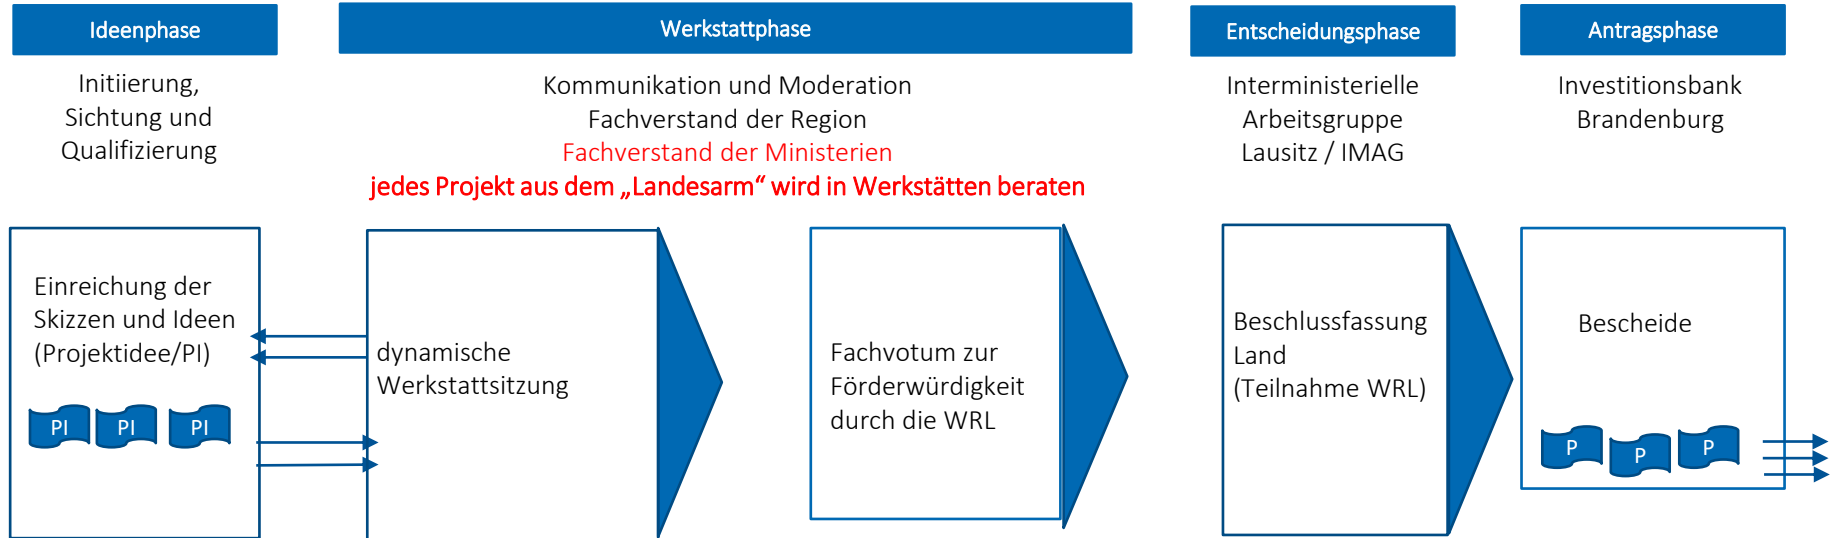 Ideenphase
Initiierung,
Sichtung und
Qualifizierung
Werkstattphase
Kommunikation und Moderation
Fachverstand der Region
Fachverstand der Ministerien
jedes Projekt aus dem „Landesarm“ wird in Werkstätten beraten
Entscheidungsphase
Interministerielle
Arbeitsgruppe
Lausitz / IMAG
Antragsphase
Investitionsbank
Brandenburg
Einreichung der
Skizzen und Ideen
(Projektidee/PI)
PI
PI
PI
dynamische
Werkstattsitzung
Fachvotum zur
Förderwürdigkeit
durch die WRL
Beschlussfassung
Land
(Teilnahme WRL)
Bescheide
P
P
P